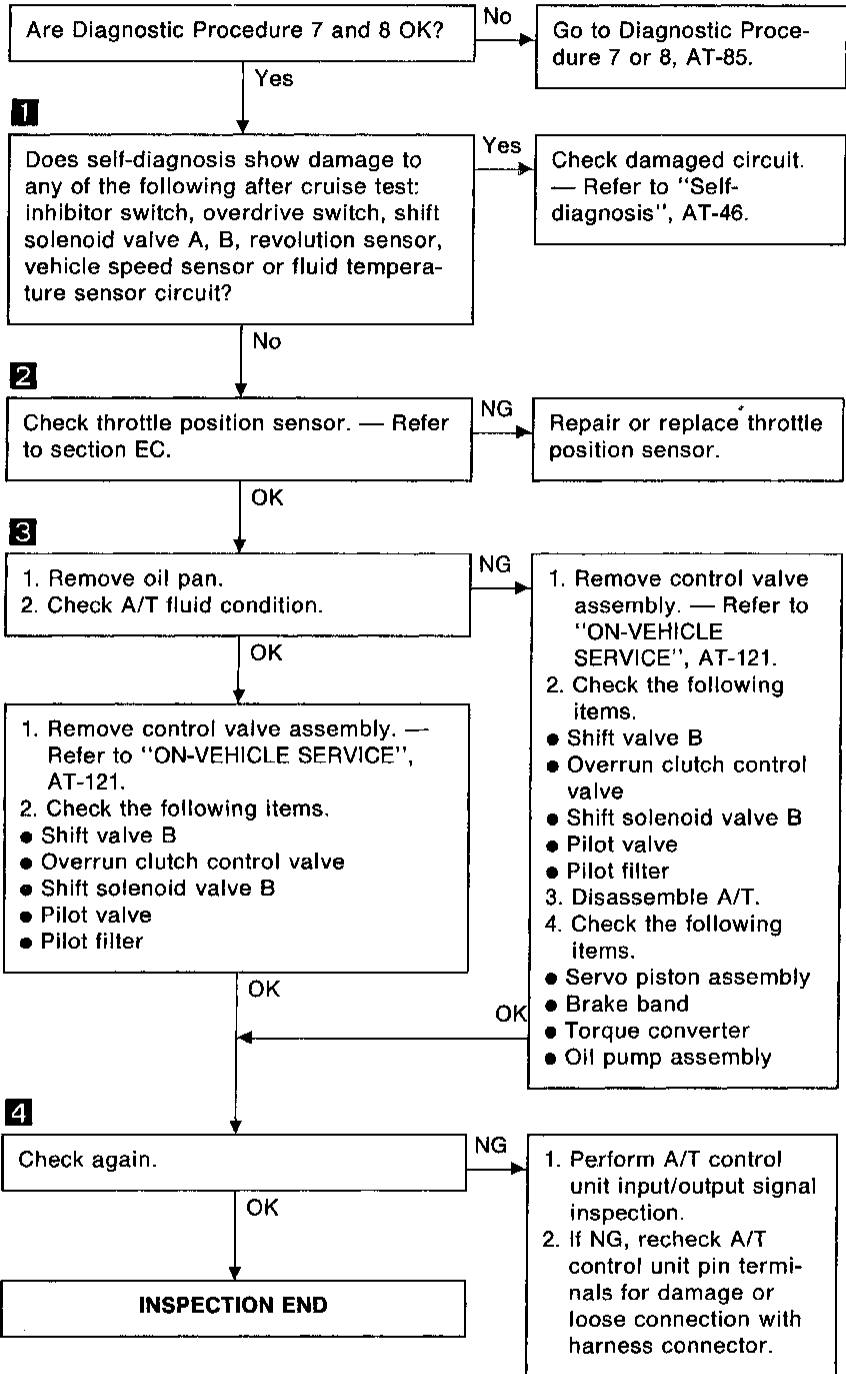 Are Diagnostic Procedure 7 and 8 OK?
No
Go to Diagnostic Proce-
dure 7 or 8, AT-85.
Yes
1
Does self-diagnosis show damage to
any of the following after cruise test:
inhibitor switch, overdrive switch, shift
solenoid valve A, B, revolution sensor,
vehicle speed sensor or fluid tempera-
ture sensor circuit?
Yes
Check damaged circuit.
— Refer to “Self-
diagnosis”, AT-46.
No
2
Check throttle position sensor. — Refer
to section EC.
NG
Repair or replace throttle
position sensor.
OK
3
1. Remove oil pan.
2. Check A/T fluid condition.
NG
1. Remove control valve
assembly. — Refer to
“ON-VEHICLE
SERVICE”, AT-121.
2. Check the following
items.
● Shift valve B
● Overrun clutch control
valve
● Shift solenoid valve B
● Pilot valve
● Pilot filter
3. Disassemble A/T.
4. Check the following
items.
● Servo piston assembly
● Brake band
● Torque converter
● Oil pump assembly
OK
1. Remove control valve assembly. —
Refer to “ON-VEHICLE SERVICE”,
AT-121.
2. Check the following items.
● Shift valve B
● Overrun clutch control valve
● Shift solenoid valve B
● Pilot valve
● Pilot filter
OK
OK
4
Check again.
NG
1. Perform A/T control
unit input/output signal
inspection.
2. If NG, recheck A/T
control unit pin termi-
nals for damage or
loose connection with
harness connector.
OK
INSPECTION END